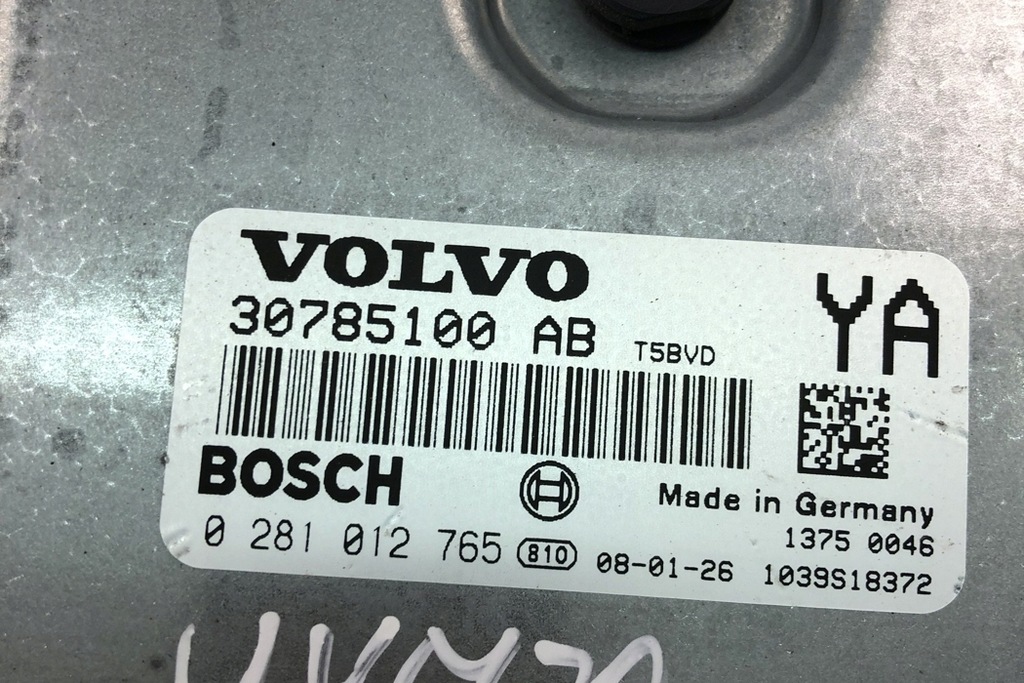 VOLVO
YA
30785100 AB T5BVD
BOSCH
Made in Germany
1375 0046
0 281 012 765 810 08-01-26 1039S18372